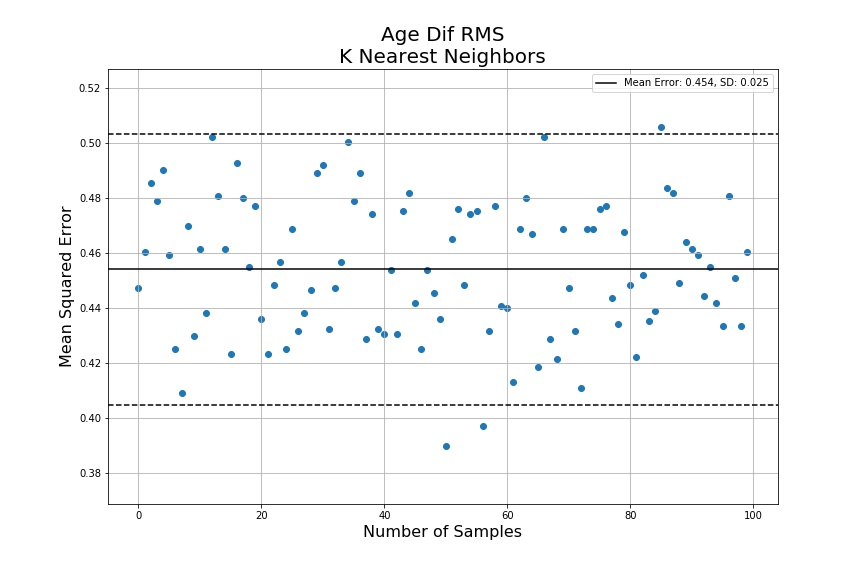 Age Dif RMS
K Nearest Neighbors
Mean Error: 0.454, SD: 0.025
Mean Squared Error
0.52
0.50
0.48
0.46
0.44
0.42
0.40
0.38
0 20 40 60 80 100
Number of Samples